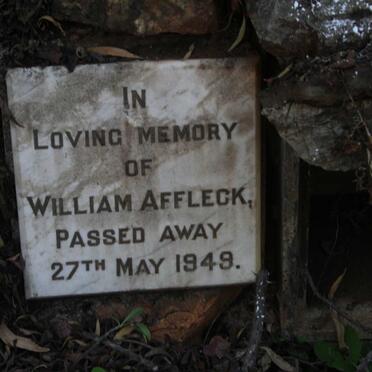 IN
LOVING MEMORY
OF
WILLIAM AFFLECK,
PASSED AWAY
27TH MAY 1949.